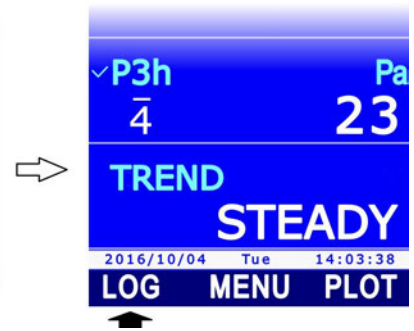 P3h Pa
4̅ 23
TREND
STEADY
2016/10/04 Tue 14:03:38
LOG MENU PLOT